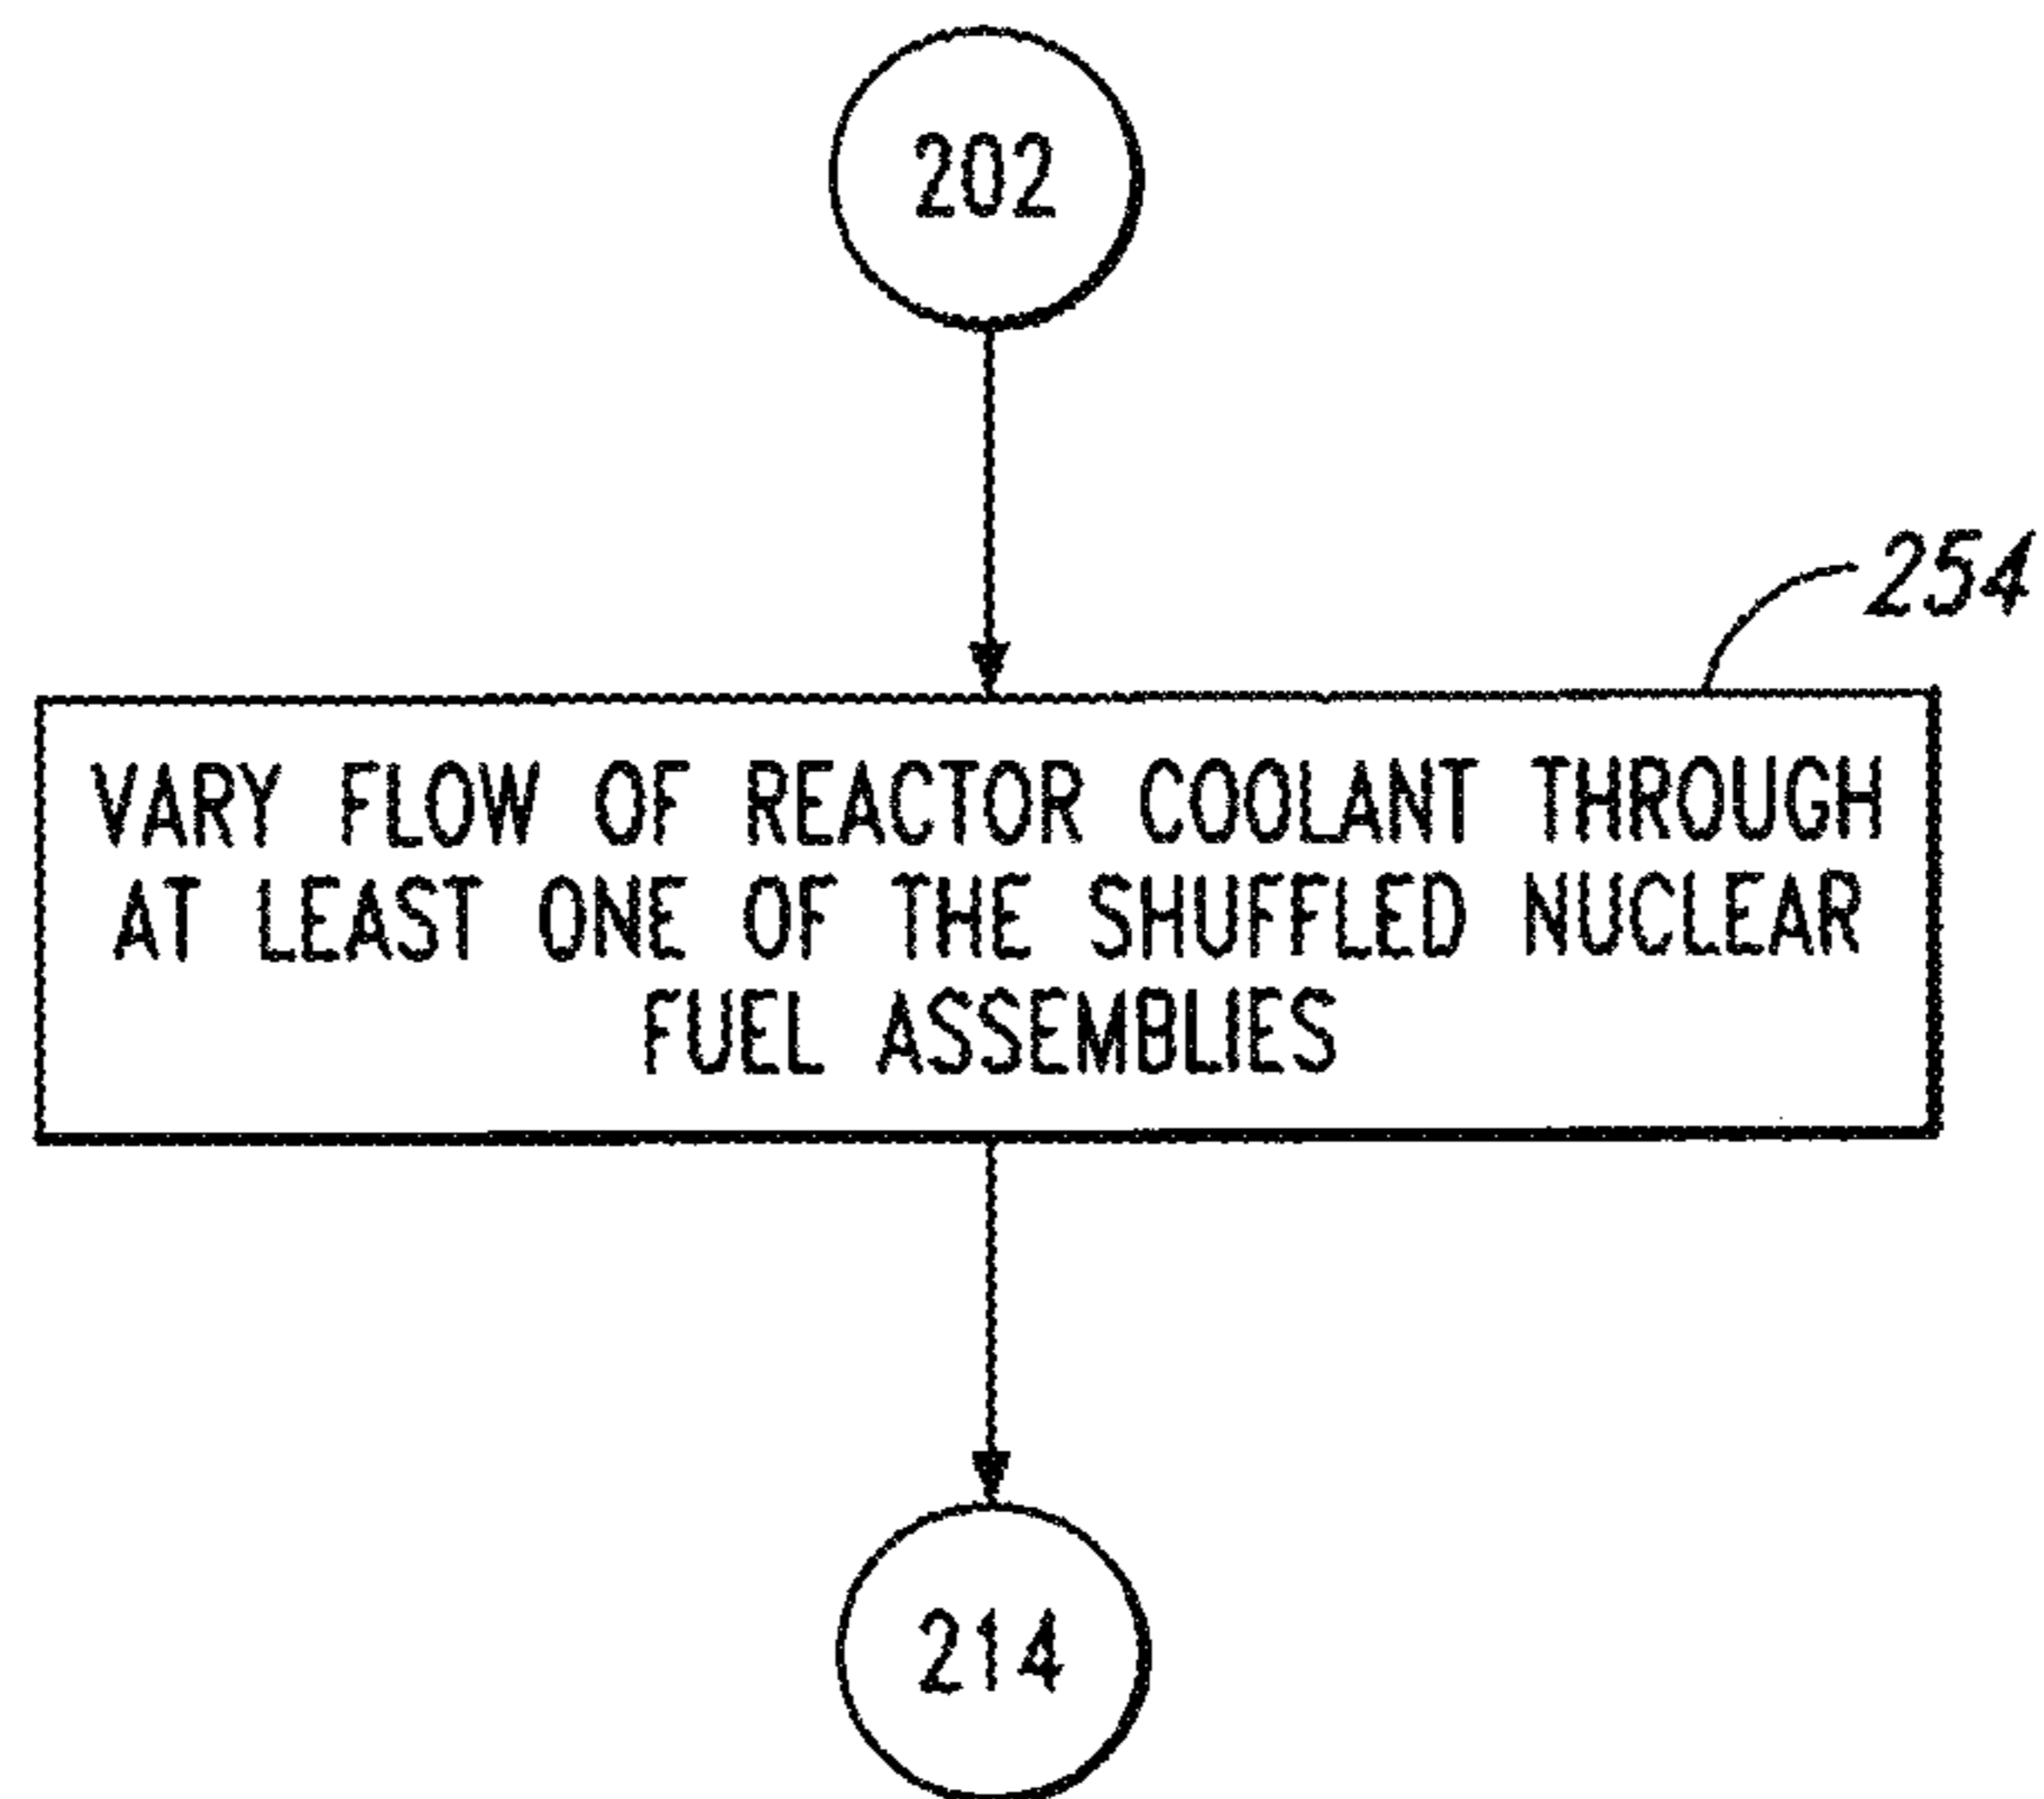 202
254
VARY FLOW OF REACTOR COOLANT THROUGH
AT LEAST ONE OF THE SHUFFLED NUCLEAR
FUEL ASSEMBLIES
214